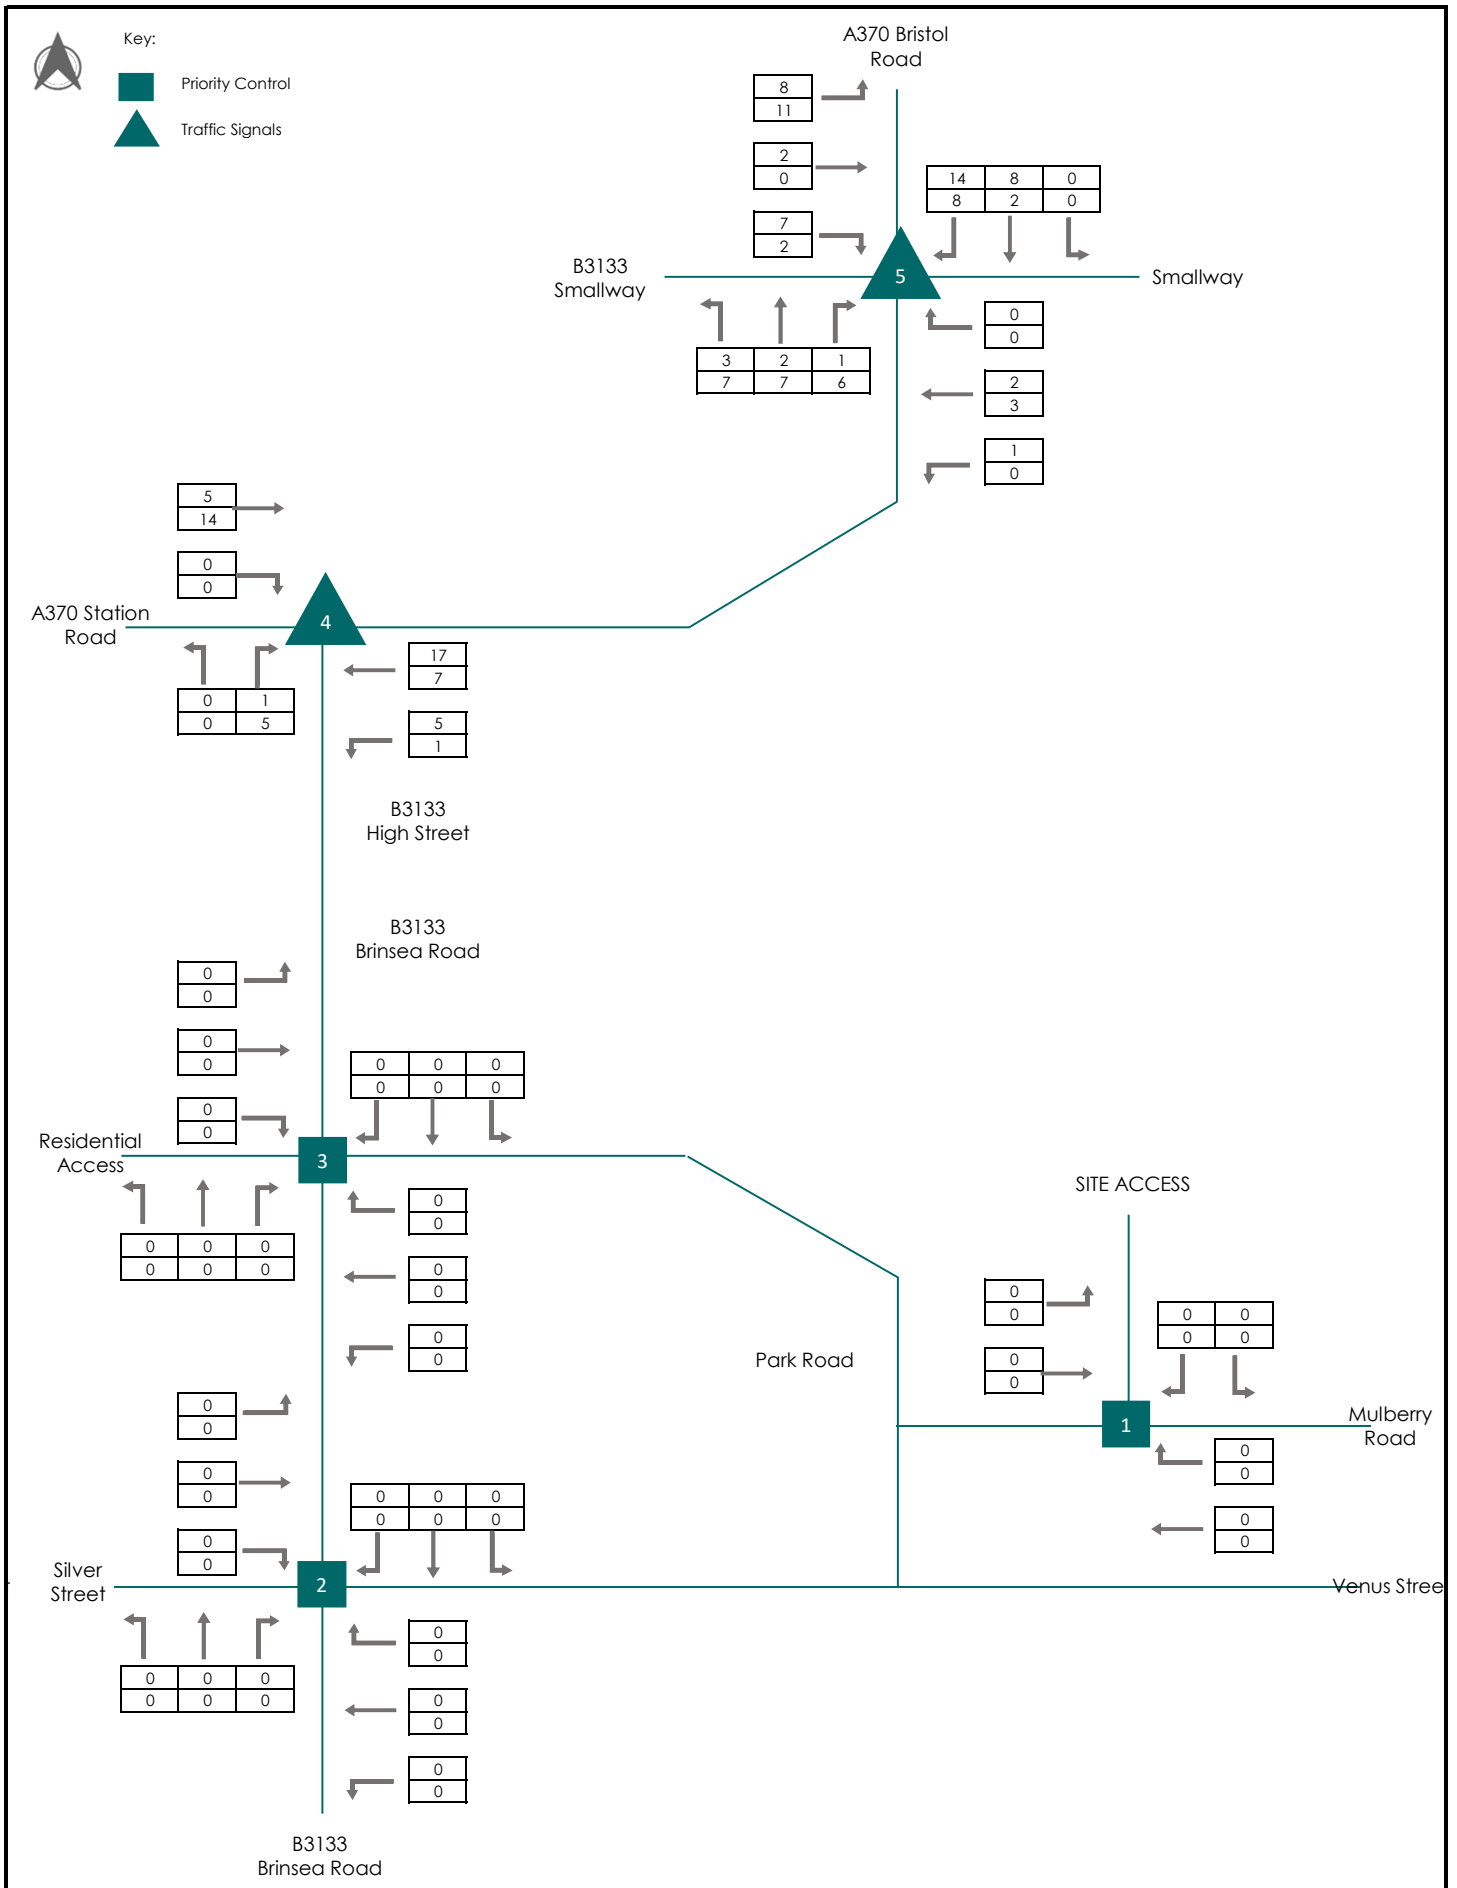 Key:
Priority Control
Traffic Signals
A370 Bristol
Road
8
11
2
0
7
2
14 8 0
8 2 0
B3133
Smallway
5
Smallway
3 2 1
7 7 6
0
0
2
3
1
0
5
14
0
0
A370 Station
Road
4
0 1
0 5
17
7
5
1
B3133
High Street
B3133
Brinsea Road
0
0
0
0
0
0
0 0 0
0 0 0
Residential
Access
3
0 0 0
0 0 0
0
0
0
0
0
0
SITE ACCESS
0
0
0
0
0 0
0 0
Park Road
1
Mulberry
Road
0
0
0
0
0
0
0
0
0
0
0 0 0
0 0 0
Silver
Street
2
Venus Stree
0 0 0
0 0 0
0
0
0
0
0
0
B3133
Brinsea Road